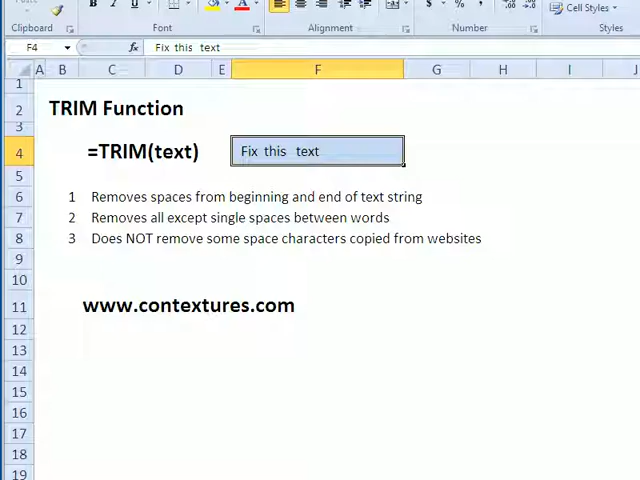 B I U $ % Cell Styles
Clipboard Font Alignment Number Styles
F4 fx Fix this  text
A B C D E F G H I J
1
2 TRIM Function
3
4 =TRIM(text) Fix  this   text
5
6 1 Removes spaces from beginning and end of text string
7 2 Removes all except single spaces between words
8 3 Does NOT remove some space characters copied from websites
9
10
11 www.contextures.com
12
13
14
15
16
17
18
19